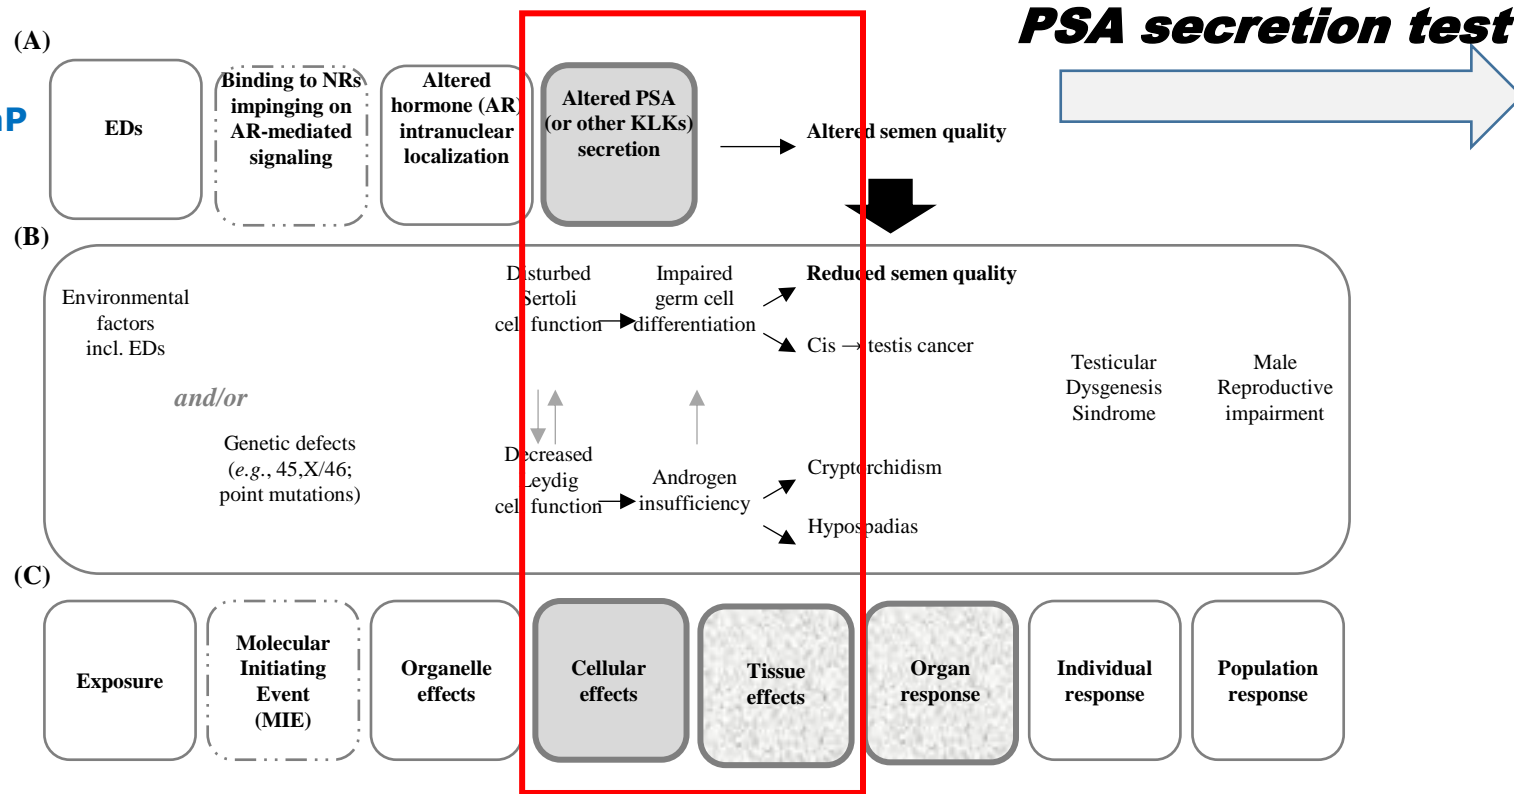 PSA secretion test
(A)
aP
EDs
Binding to NRs
impinging on
AR-mediated
signaling
Altered
hormone (AR)
intranuclear
localization
Altered PSA
(or other KLKs)
secretion
Altered semen quality
(B)
Environmental
factors
incl. EDs
and/or
Genetic defects
(e.g., 45,X/46;
point mutations)
Disturbed
Sertoli
cell function
Impaired
germ cell
differentiation
Reduced semen quality
Cis → testis cancer
Decreased
Leydig
cell function
Androgen
insufficiency
Cryptorchidism
Hypospadias
Testicular
Dysgenesis
Sindrome
Male
Reproductive
impairment
(C)
Exposure
Molecular
Initiating
Event
(MIE)
Organelle
effects
Cellular
effects
Tissue
effects
Organ
response
Individual
response
Population
response